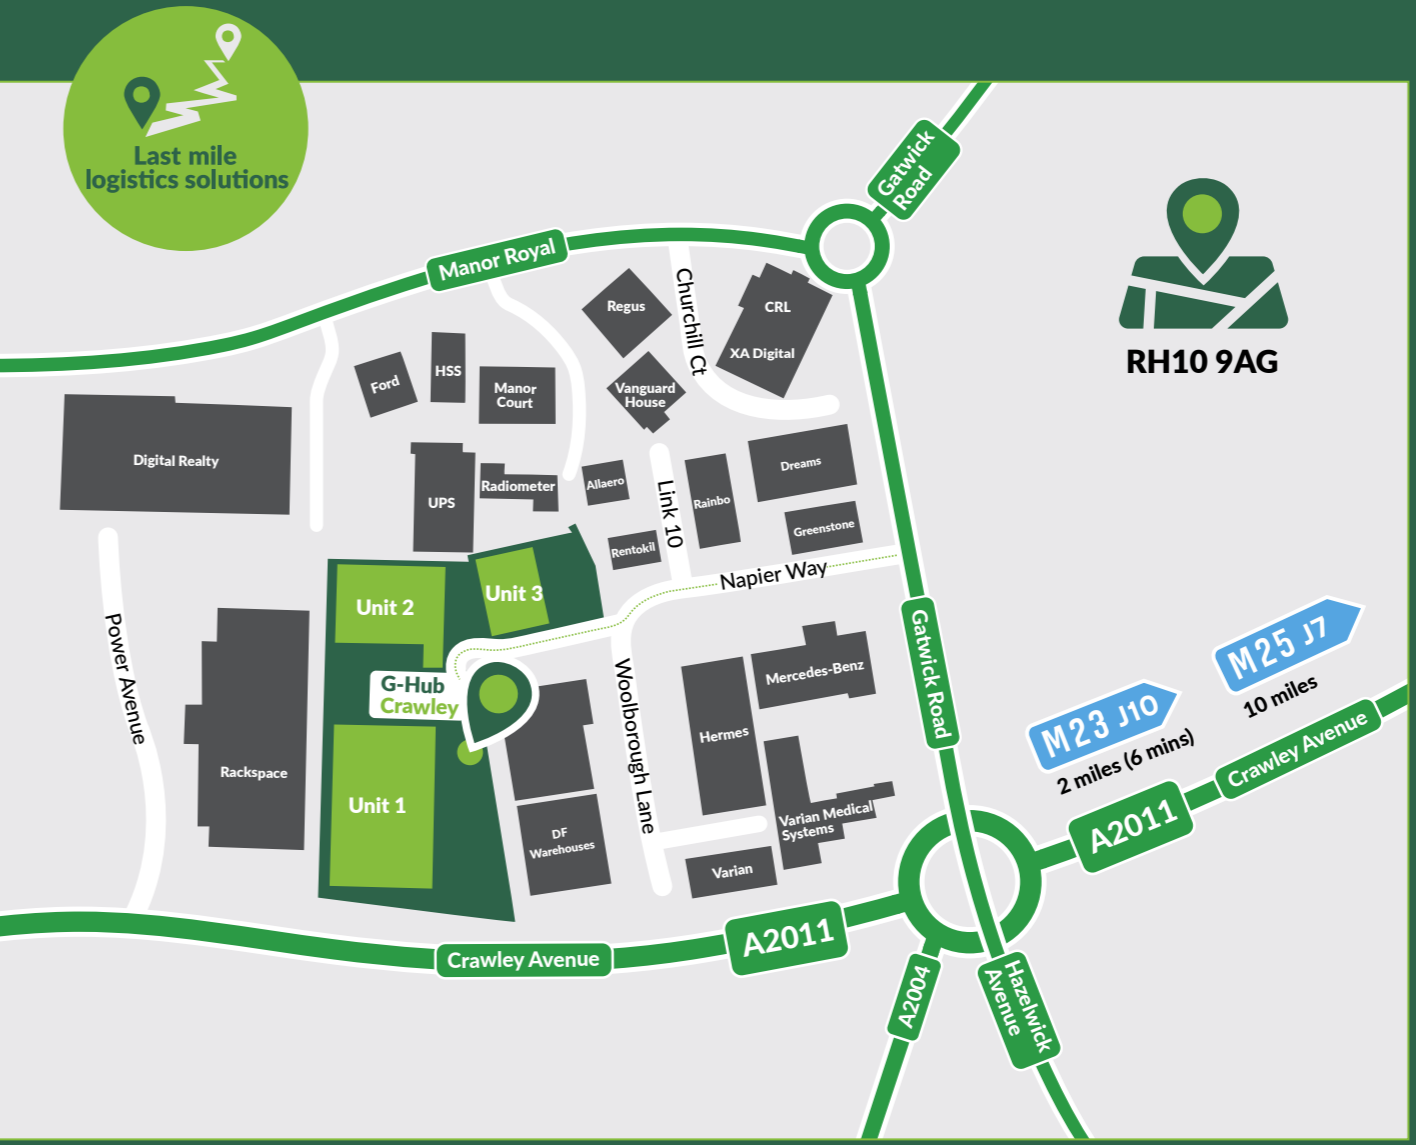 Last mile
logistics solutions
Gatwick
Road
Manor Royal
RH10 9AG
Churchill Ct
Regus
CRL
XA Digital
Ford
HSS
Manor
Court
Vanguard
House
Digital Realty
UPS
Radiometer
Allaero
Link 10
Rainbo
Dreams
Greenstone
Rentokil
Napier Way
Unit 2
Unit 3
Power Avenue
G-Hub
Crawley
Woolborough Lane
Mercedes-Benz
Gatwick Road
Hermes
Rackspace
Unit 1
DF
Warehouses
Varian Medical
Systems
Varian
M25 J7
10 miles
M23 J10
2 miles (6 mins)
Crawley Avenue
A2011
A2011
Crawley Avenue
A2004
Hazelwick
Avenue